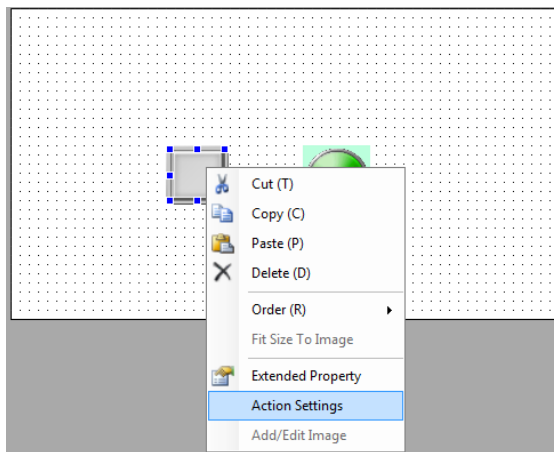 Cut (T)
Copy (C)
Paste (P)
Delete (D)
Order (R)
Fit Size To Image
Extended Property
Action Settings
Add/Edit Image